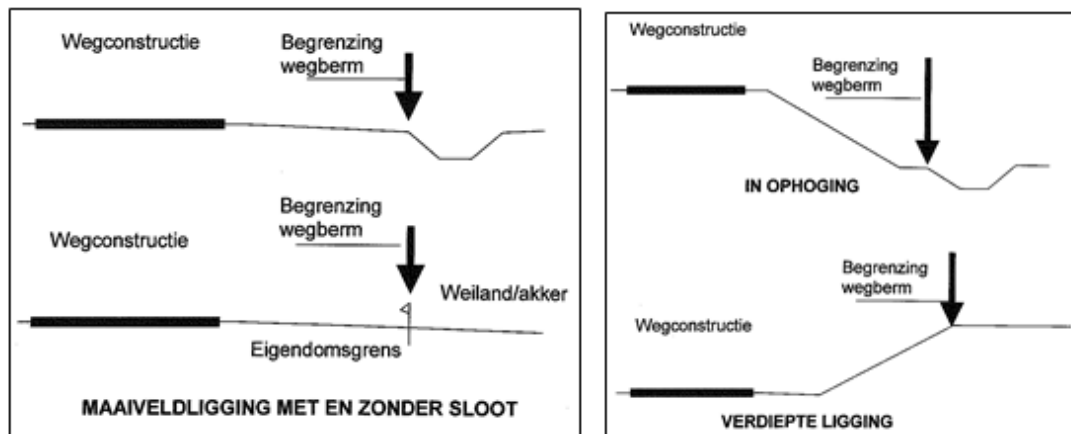 Wegconstructie
Begrenzing
wegberm
Wegconstructie
Begrenzing
wegberm
Weiland/akker
Eigendomsgrens
MAAIVELDLIGGING MET EN ZONDER SLOOT
Wegconstructie
Begrenzing
wegberm
IN OPHOGING
Begrenzing
wegberm
Wegconstructie
VERDIEPTE LIGGING